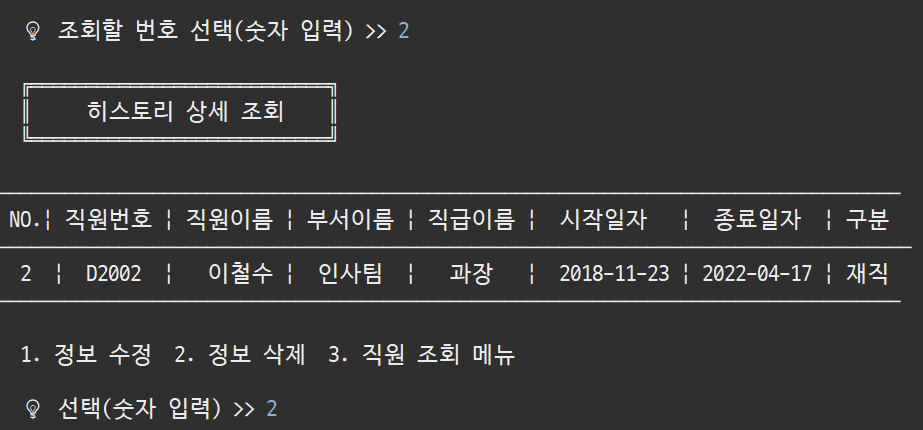 💡 조회할 번호 선택(숫자 입력) >> 2
히스토리 상세 조회
NO.¦ 직원번호 ¦ 직원이름 ¦ 부서이름 ¦ 직급이름 ¦ 시작일자 ¦ 종료일자 ¦ 구분
2 ¦ D2002 ¦ 이철수 ¦ 인사팀 ¦ 과장 ¦ 2018-11-23 ¦ 2022-04-17 ¦ 재직
1. 정보 수정 2. 정보 삭제 3. 직원 조회 메뉴
💡 선택(숫자 입력) >> 2